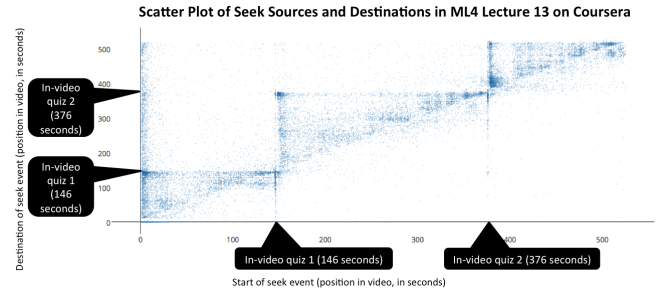 Scatter Plot of Seek Sources and Destinations in ML4 Lecture 13 on Coursera
Destination of seek event (position in video, in seconds)
500
400
300
200
100
0
In-video
quiz 2
(376
seconds)
In-video
quiz 1
(146
seconds)
0
100
200
300
400
500
In-video quiz 1 (146 seconds)
In-video quiz 2 (376 seconds)
Start of seek event (position in video, in seconds)